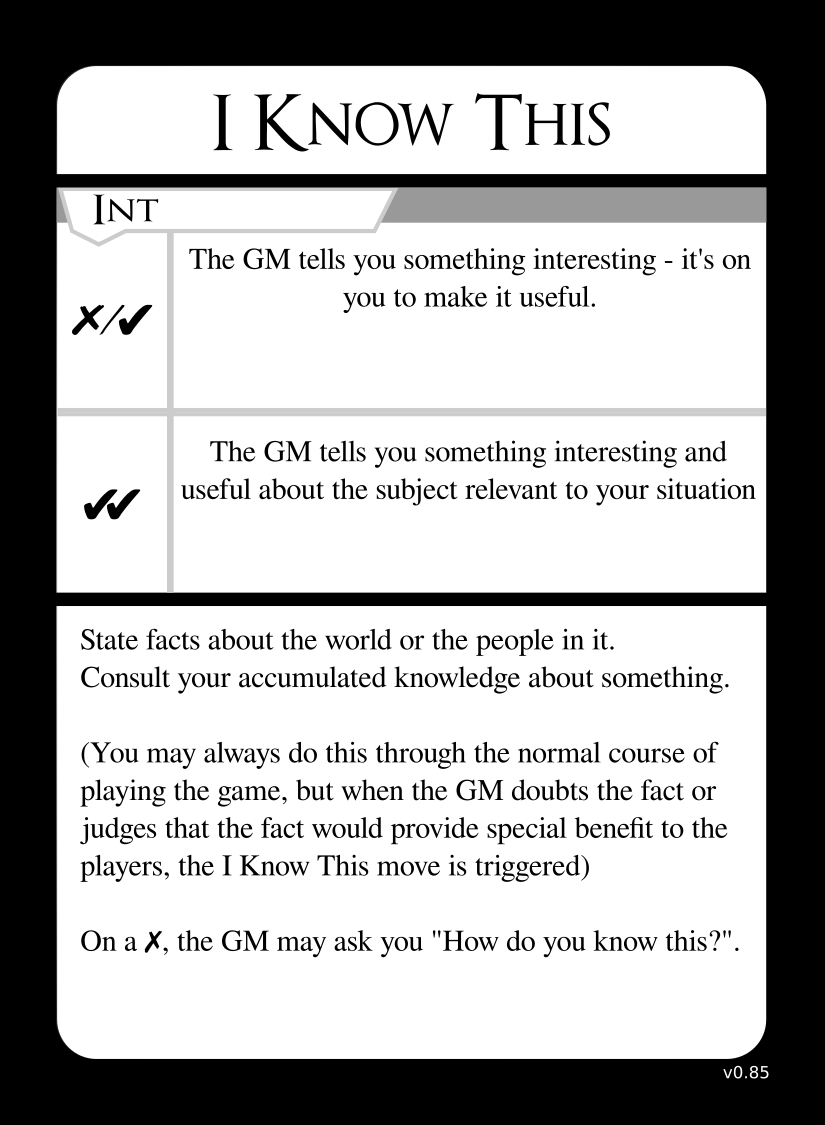 I Know This
Int
✗/✔
The GM tells you something interesting - it's on
you to make it useful.
✔✔
The GM tells you something interesting and
useful about the subject relevant to your situation
State facts about the world or the people in it.
Consult your accumulated knowledge about something.
(You may always do this through the normal course of
playing the game, but when the GM doubts the fact or
judges that the fact would provide special benefit to the
players, the I Know This move is triggered)
On a ✗, the GM may ask you "How do you know this?".
v0.85